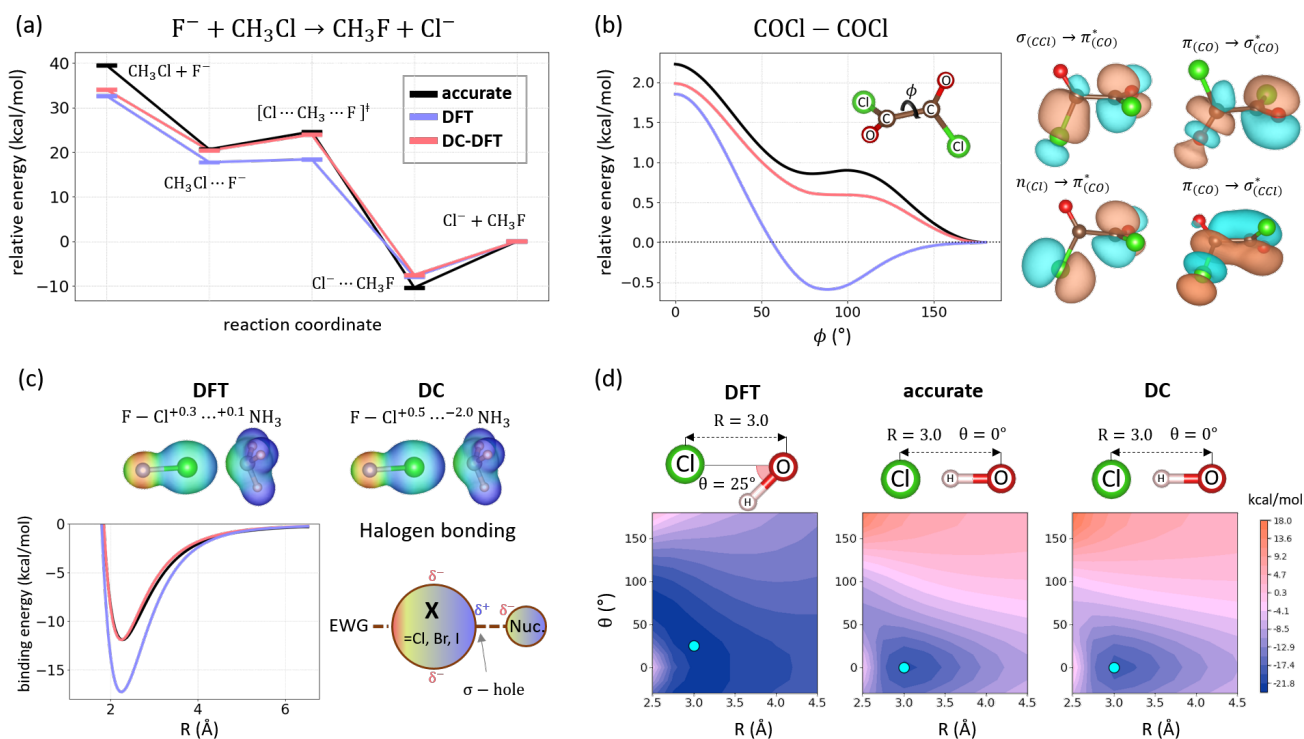 (a)
F⁻ + CH₃Cl → CH₃F + Cl⁻
relative energy (kcal/mol)
40
30
20
10
0
−10
CH₃Cl + F⁻
[Cl ⋯ CH₃ ⋯ F ]‡
CH₃Cl ⋯ F⁻
Cl⁻ + CH₃F
Cl⁻ ⋯ CH₃F
accurate
DFT
DC-DFT
reaction coordinate
(b)
COCl − COCl
relative energy (kcal/mol)
2.0
1.5
1.0
0.5
0.0
−0.5
0
50
100
150
ϕ (°)
ϕ
O
Cl
C
C
O
Cl
σ(CCl) → π*(CO)
π(CO) → σ*(CO)
n(Cl) → π*(CO)
π(CO) → σ*(CCl)
(c)
DFT
DC
F − Cl⁺⁰·³ ⋯⁺⁰·¹ NH₃
F − Cl⁺⁰·⁵ ⋯⁻²·⁰ NH₃
binding energy (kcal/mol)
0
−5
−10
−15
2
4
6
R (Å)
Halogen bonding
δ⁻
X
=Cl, Br, I
δ⁺
δ⁻
EWG
Nuc.
δ⁻
σ − hole
(d)
DFT
accurate
DC
R = 3.0
Cl
O
θ = 25°
H
R = 3.0 θ = 0°
Cl
H
O
R = 3.0 θ = 0°
Cl
H
O
kcal/mol
θ (°)
150
100
50
0
2.5
3.0
3.5
4.0
4.5
R (Å)
150
100
50
0
2.5
3.0
3.5
4.0
4.5
R (Å)
150
100
50
0
2.5
3.0
3.5
4.0
4.5
R (Å)
18.0
13.6
9.2
4.7
0.3
-4.1
-8.5
-12.9
-17.4
-21.8